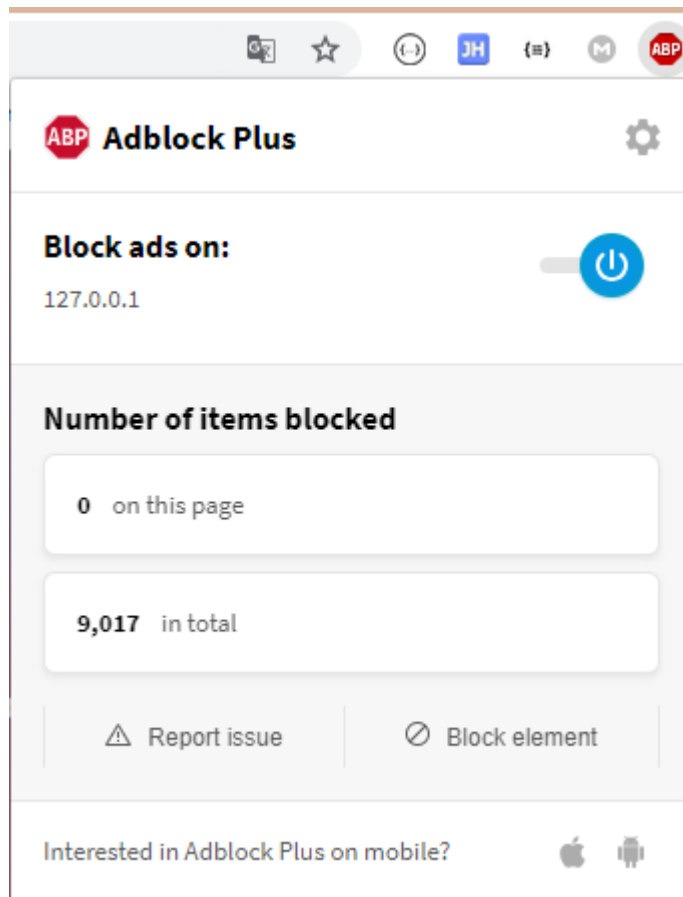 JH
{≡}
M
ABP
ABP Adblock Plus
Block ads on:
127.0.0.1
Number of items blocked
0 on this page
9,017 in total
Report issue
Block element
Interested in Adblock Plus on mobile?